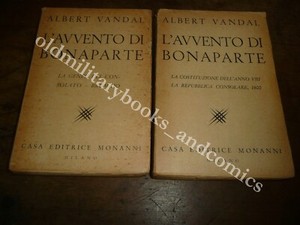 ALBERT VANDAL
L'AVVENTO DI
BONAPARTE
LA
CASA EDITRICE MONANNI
MILANO
ALBERT VANDAL
L'AVVENTO DI
BONAPARTE
LA COSTITUZIONE DELL'ANNO VIII
LA REPUBBLICA CONSOLARE, 1800
CASA EDITRICE MONANNI
oldmilitarybooks_andcomics